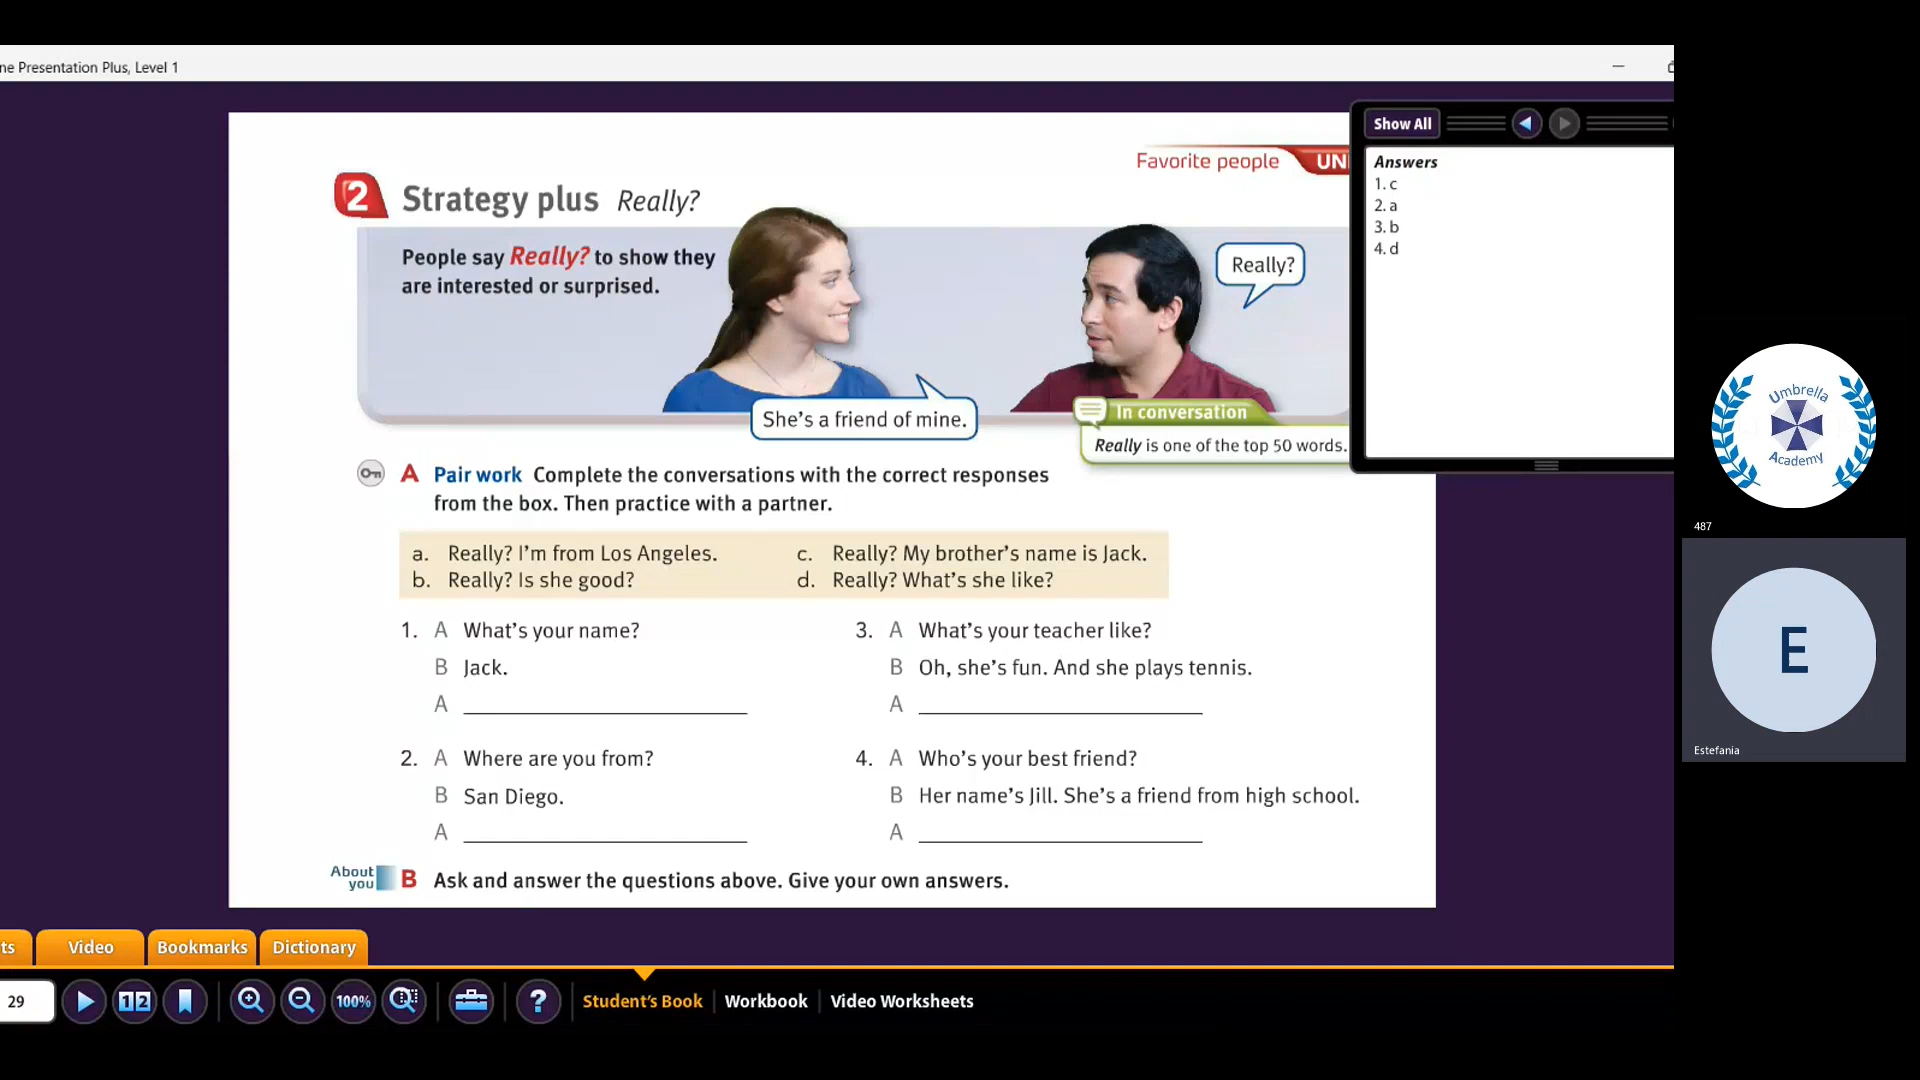 ne Presentation Plus, Level 1
Favorite people UN
2 Strategy plus Really?
People say Really? to show they
are interested or surprised.
Really?
She's a friend of mine.
In conversation
Really is one of the top 50 words.
A Pair work Complete the conversations with the correct responses
from the box. Then practice with a partner.
a. Really? I'm from Los Angeles.
b. Really? Is she good?
c. Really? My brother's name is Jack.
d. Really? What's she like?
1. A What's your name?
B Jack.
A
2. A Where are you from?
B San Diego.
A
3. A What's your teacher like?
B Oh, she's fun. And she plays tennis.
A
4. A Who's your best friend?
B Her name's Jill. She's a friend from high school.
A
About
you
B Ask and answer the questions above. Give your own answers.
Show All
Answers
1. c
2. a
3. b
4. d
Umbrella
Academy
487
E
Estefania
ts Video Bookmarks Dictionary
29 1 2 100% ? Student's Book Workbook Video Worksheets